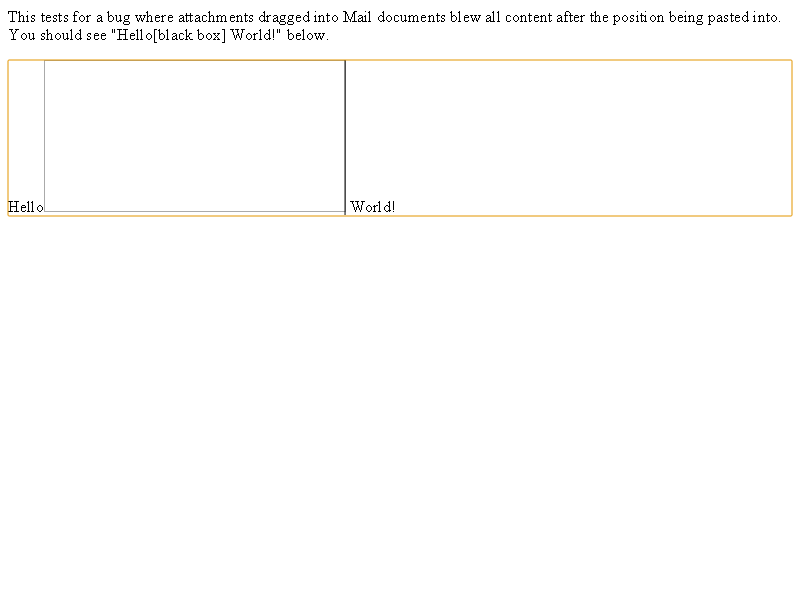 This tests for a bug where attachments dragged into Mail documents blew all content after the position being pasted into.
You should see "Hello[black box] World!" below.
Hello World!